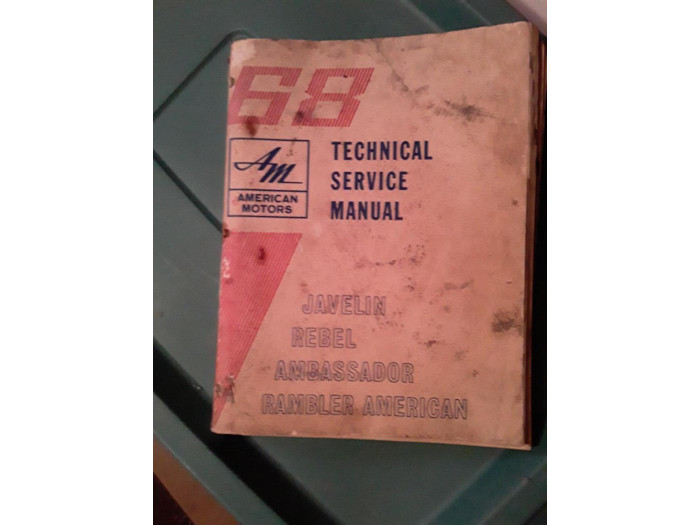 68
AM
AMERICAN
MOTORS
TECHNICAL
SERVICE
MANUAL
JAVELIN
REBEL
AMBASSADOR
RAMBLER AMERICAN